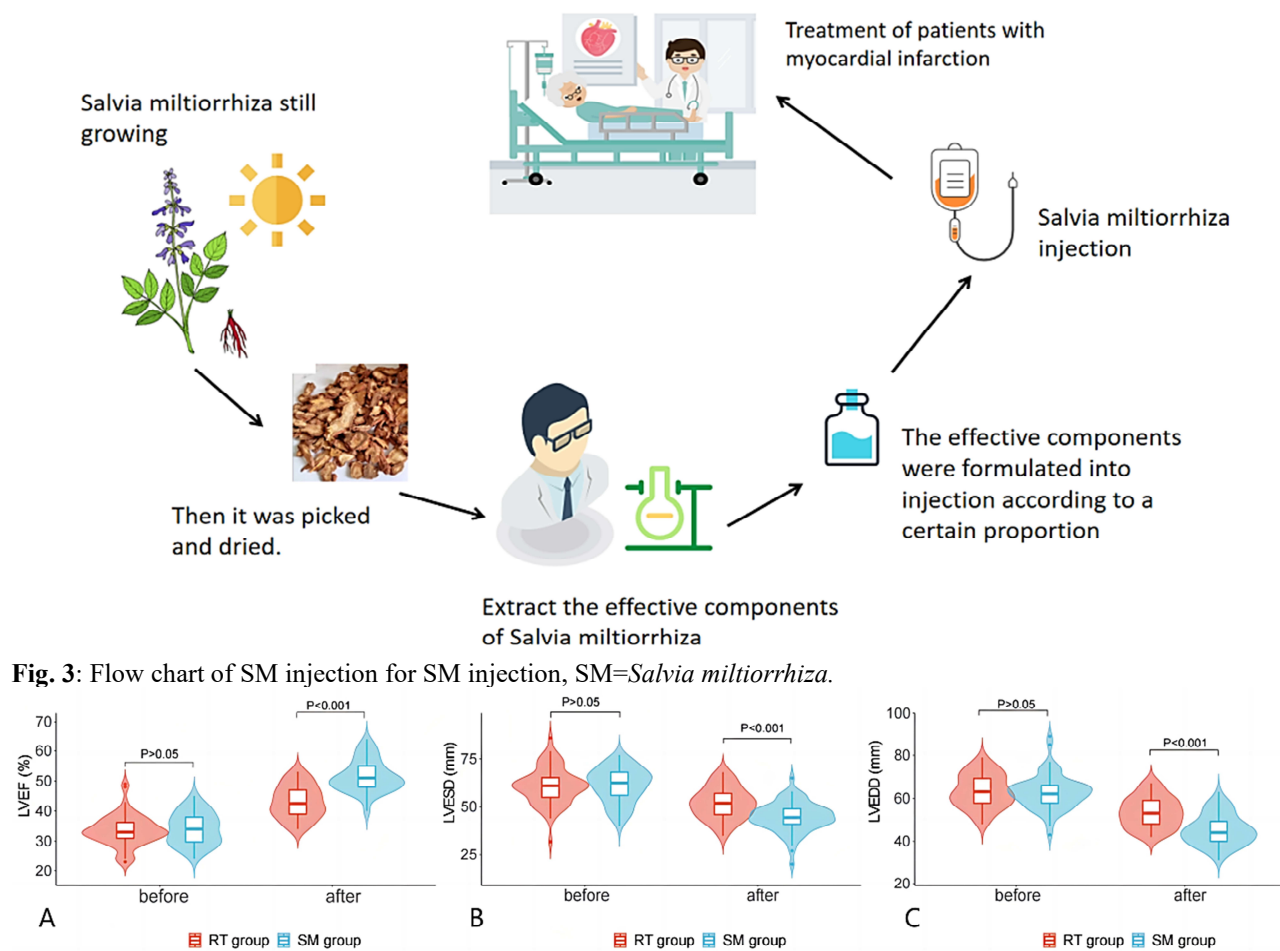 Salvia miltiorrhiza still
growing
Then it was picked
and dried.
Extract the effective components
of Salvia miltiorrhiza
The effective components
were formulated into
injection according to a
certain proportion
Salvia miltiorrhiza
injection
Treatment of patients with
myocardial infarction
Fig. 3: Flow chart of SM injection for SM injection, SM=Salvia miltiorrhiza.
LVEF (%)
70
60
50
40
30
20
P>0.05
P<0.001
before
after
A
RT group
SM group
LVESD (mm)
75
50
25
P>0.05
P<0.001
before
after
B
RT group
SM group
LVEDD (mm)
100
80
60
40
20
P>0.05
P<0.001
before
after
C
RT group
SM group